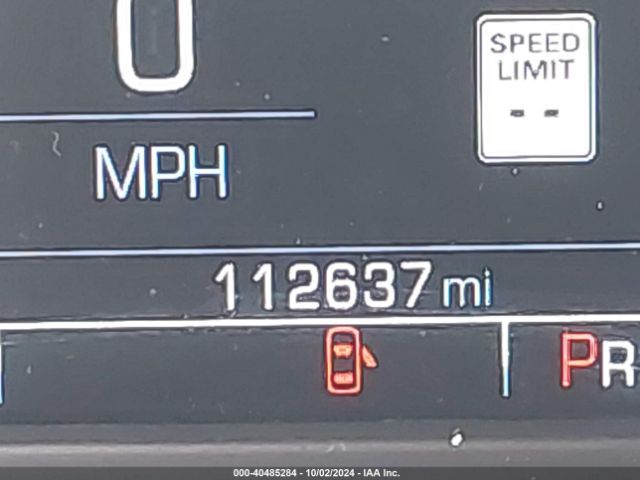 0
SPEED
LIMIT
--
MPH
112637 mi
PR
000-40485284 - 10/02/2024 - IAA Inc.